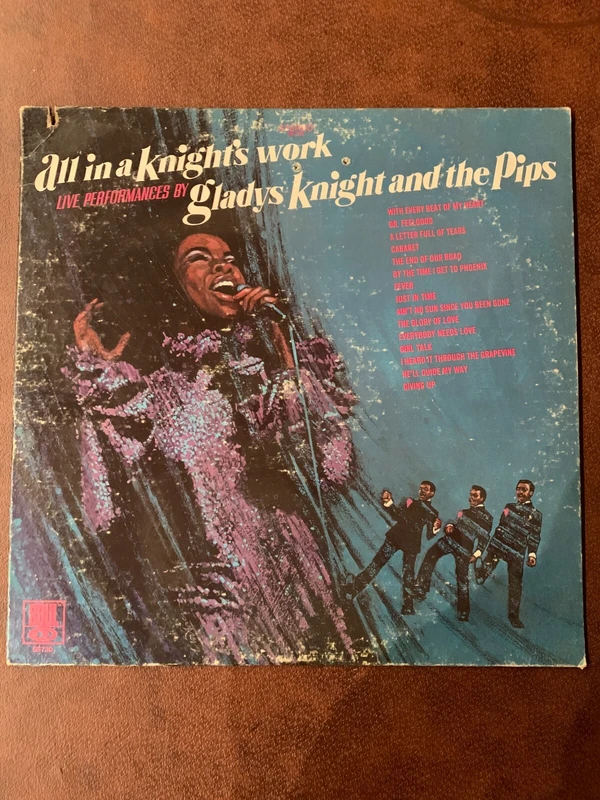 all in a knight's work
LIVE PERFORMANCES BY gladys knight and the pips
WITH EVERY BEAT OF MY HEART
DR. FEELGOOD
A LETTER FULL OF TEARS
CABARET
THE END OF OUR ROAD
BY THE TIME I GET TO PHOENIX
FEVER
JUST IN TIME
AIN'T NO SUN SINCE YOU BEEN GONE
THE GLORY OF LOVE
EVERYBODY NEEDS LOVE
GIRL TALK
I HEARD IT THROUGH THE GRAPEVINE
HE'LL GUIDE MY WAY
GIVING UP
SOUL